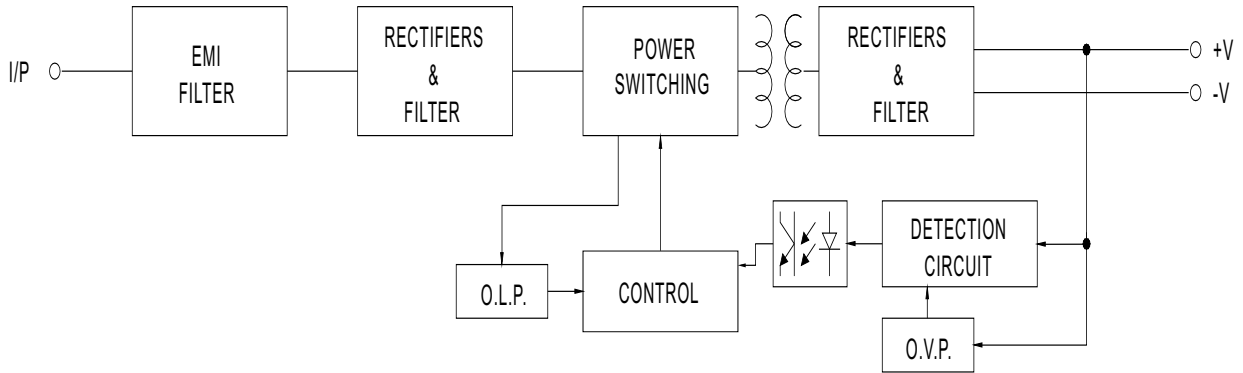 I/P
EMI
FILTER
RECTIFIERS
&
FILTER
POWER
SWITCHING
RECTIFIERS
&
FILTER
+V
-V
O.L.P.
CONTROL
DETECTION
CIRCUIT
O.V.P.